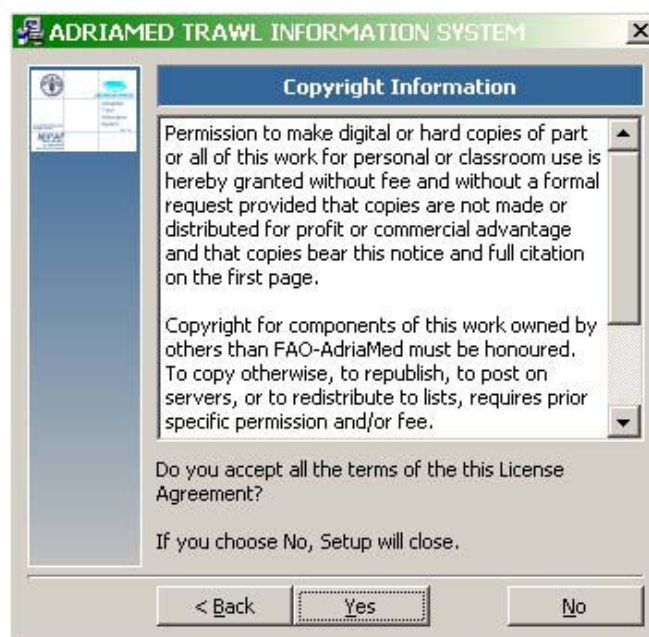 ADRIAMED TRAWL INFORMATION SYSTEM
Copyright Information
Permission to make digital or hard copies of part
or all of this work for personal or classroom use is
hereby granted without fee and without a formal
request provided that copies are not made or
distributed for profit or commercial advantage
and that copies bear this notice and full citation
on the first page.
Copyright for components of this work owned by
others than FAO-AdriaMed must be honoured.
To copy otherwise, to republish, to post on
servers, or to redistribute to lists, requires prior
specific permission and/or fee.
Do you accept all the terms of the this License
Agreement?
If you choose No, Setup will close.
< Back
Yes
No